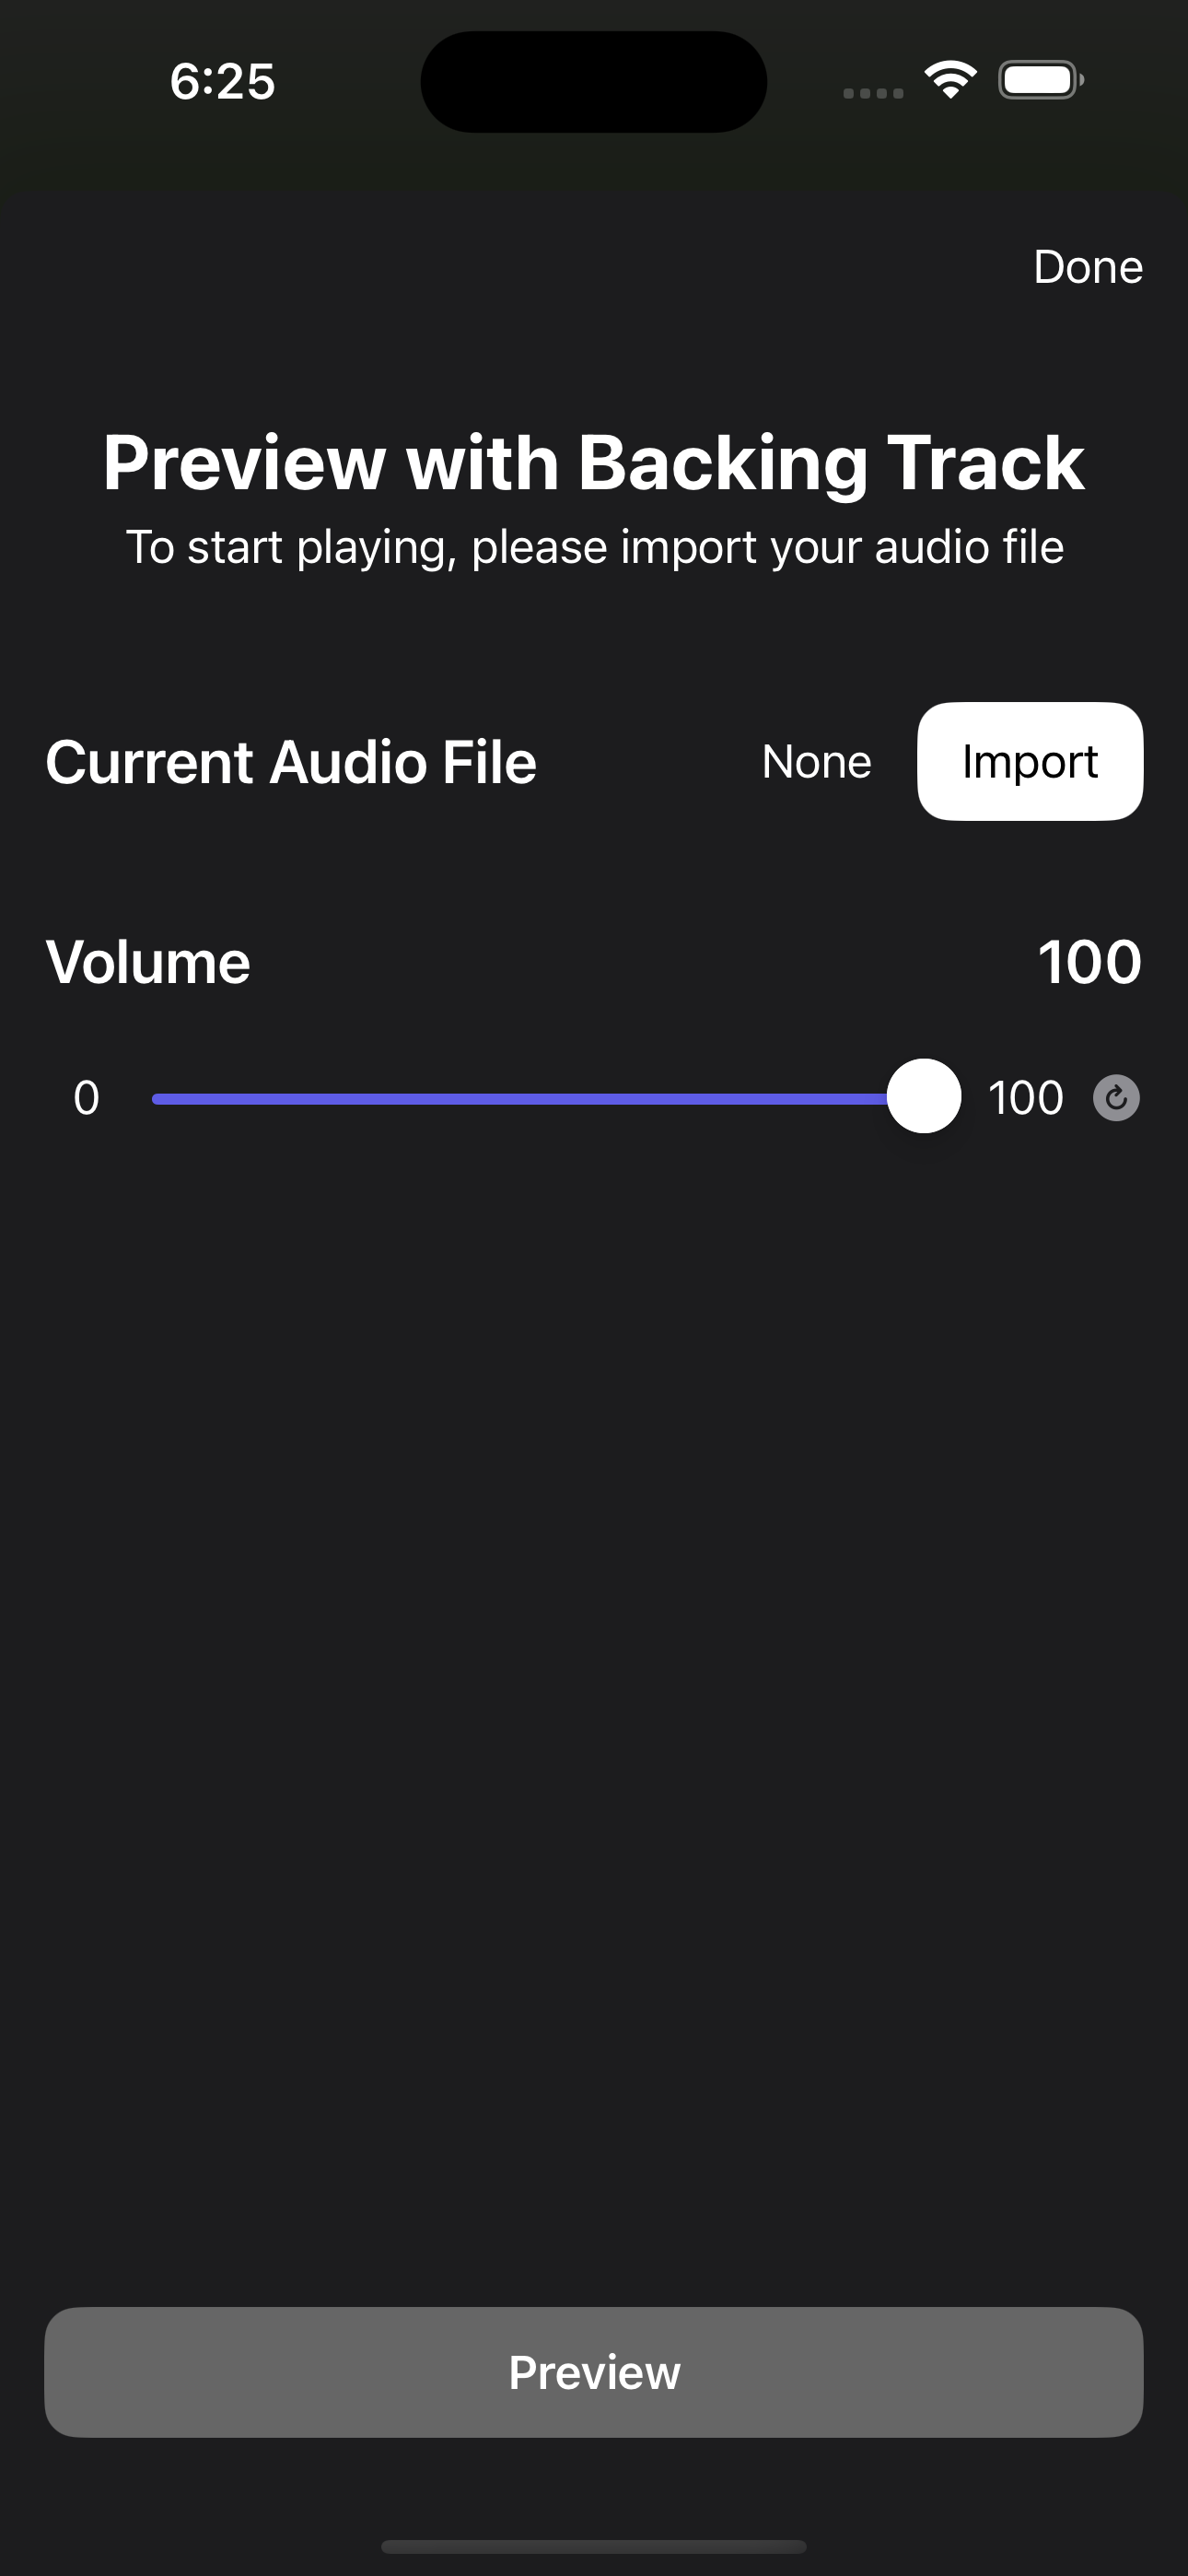 6:25
Done
Preview with Backing Track
To start playing, please import your audio file
Current Audio File None Import
Volume 100
0 100
Preview